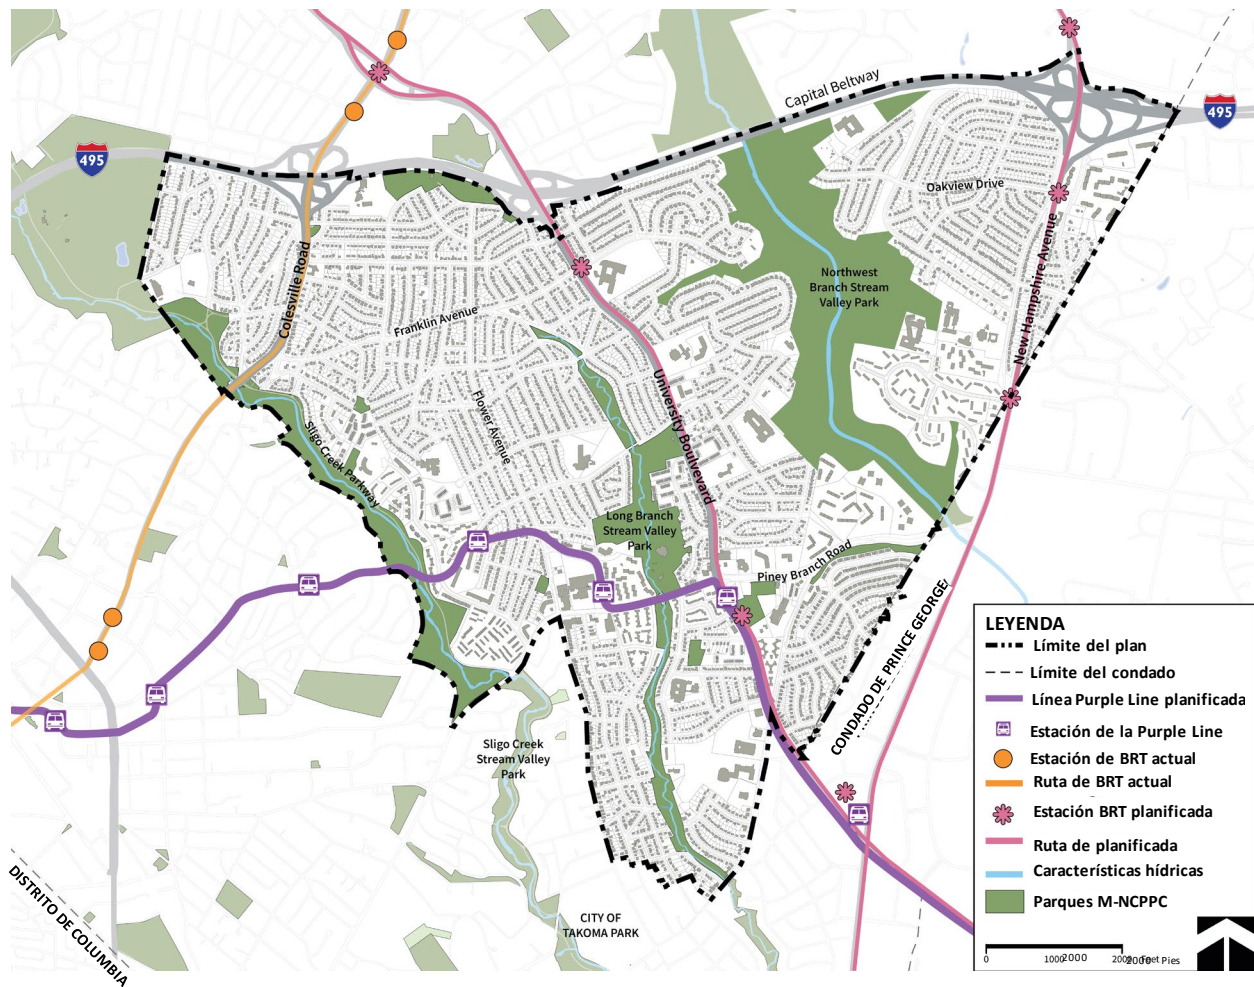 Capital Beltway
495
495
Oakview Drive
New Hampshire Avenue
Colesville Road
Northwest
Branch Stream
Valley Park
Franklin Avenue
University Boulvevard
Flower Avenue
Sligo Creek Parkway
Long Branch
Stream Valley
Park
Piney Branch Road
CONDADO DE PRINCE GEORGE
Sligo Creek
Stream Valley
Park
CITY OF
TAKOMA PARK
DISTRITO DE COLUMBIA
LEYENDA
Límite del plan
Límite del condado
Línea Purple Line planificada
Estación de la Purple Line
Estación de BRT actual
Ruta de BRT actual
Estación BRT planificada
Ruta de planificada
Características hídricas
Parques M-NCPPC
0 1000 2000 2000 Pies